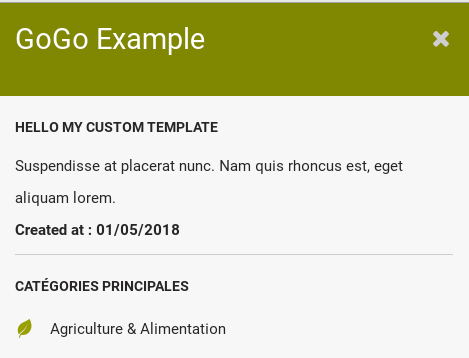 GoGo Example
HELLO MY CUSTOM TEMPLATE
Suspendisse at placerat nunc. Nam quis rhoncus est, eget
aliquam lorem.
Created at : 01/05/2018
CATÉGORIES PRINCIPALES
Agriculture & Alimentation